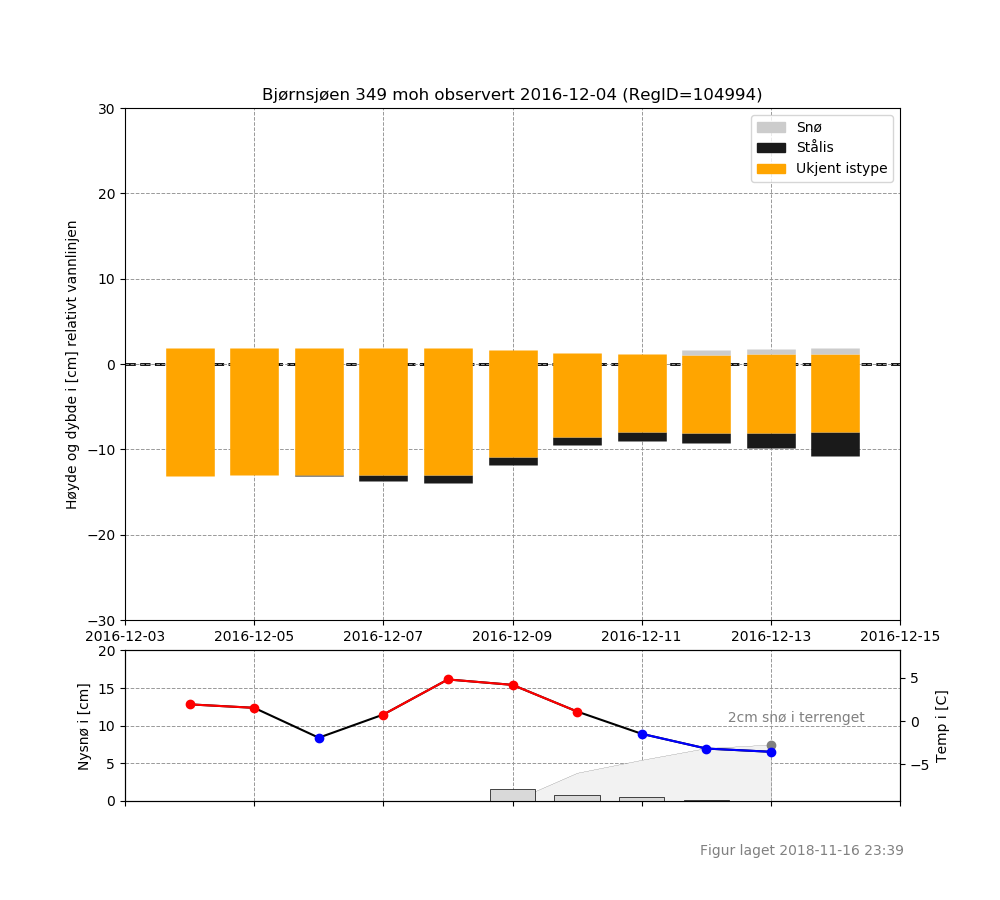 Bjørnsjøen 349 moh observert 2016-12-04 (RegID=104994)
Høyde og dybde i [cm] relativt vannlinjen
30
20
10
0
−10
−20
−30
Snø
Stålis
Ukjent istype
2016-12-03 2016-12-05 2016-12-07 2016-12-09 2016-12-11 2016-12-13 2016-12-15
Nysnø i [cm]
20
15
10
5
0
2cm snø i terrenget
5
0
−5
Temp i [C]
Figur laget 2018-11-16 23:39